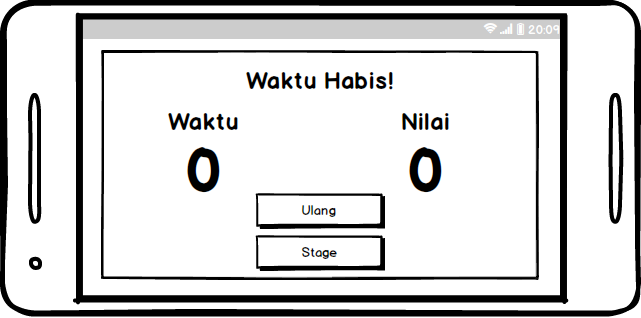 20:09
Waktu Habis!
Waktu Nilai
0 0
Ulang
Stage